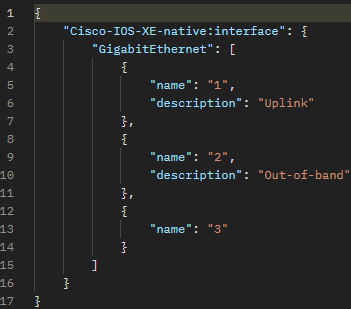 1 {
2     "Cisco-IOS-XE-native:interface": {
3         "GigabitEthernet": [
4             {
5                 "name": "1",
6                 "description": "Uplink"
7             },
8             {
9                 "name": "2",
10                 "description": "Out-of-band"
11             },
12             {
13                 "name": "3"
14             }
15         ]
16     }
17 }